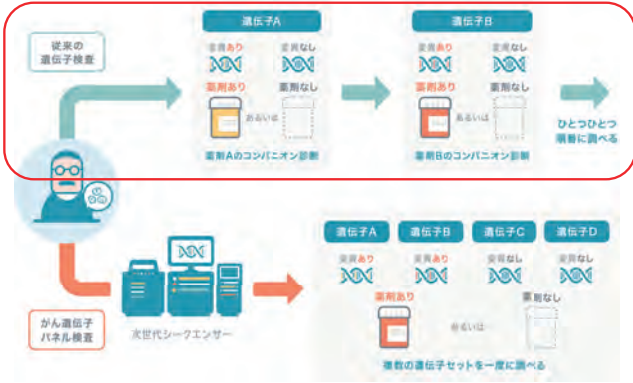 従来の
遺伝子検査
遺伝子A
変異あり
変異なし
薬剤あり
薬剤なし
あるいは
薬剤Aのコンパニオン診断
遺伝子B
変異あり
変異なし
薬剤あり
薬剤なし
あるいは
薬剤Bのコンパニオン診断
ひとつひとつ
順番に調べる
がん遺伝子
パネル検査
次世代シークエンサー
遺伝子A
遺伝子B
遺伝子C
遺伝子D
変異あり
変異あり
変異なし
変異なし
薬剤あり
薬剤なし
あるいは
複数の遺伝子セットを一度に調べる